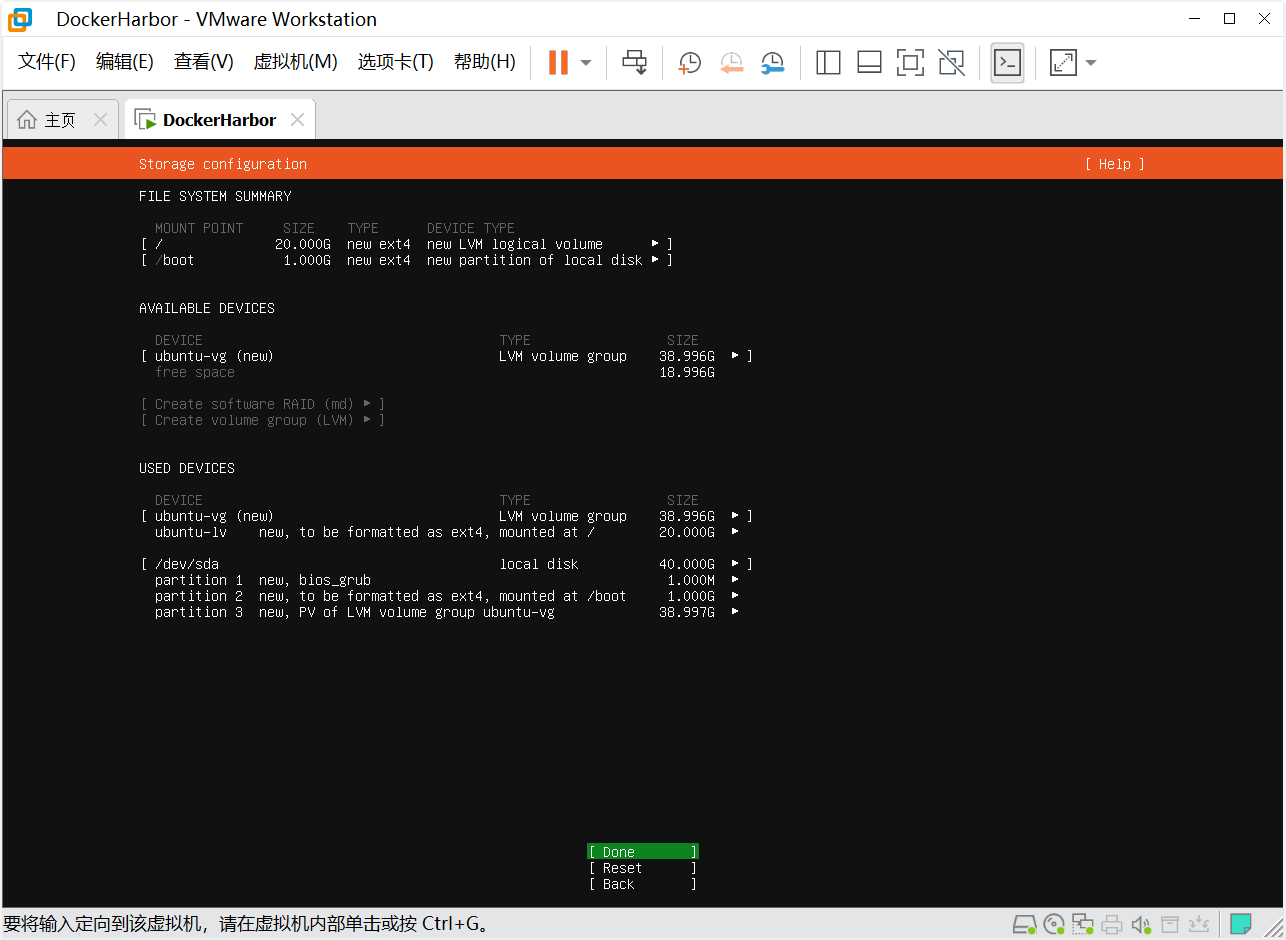 DockerHarbor - VMware Workstation
文件(F) 编辑(E) 查看(V) 虚拟机(M) 选项卡(T) 帮助(H)
主页 DockerHarbor
Storage configuration [ Help ]
FILE SYSTEM SUMMARY
MOUNT POINT SIZE TYPE DEVICE TYPE
[ / 20.000G new ext4 new LVM logical volume ▸ ]
[ /boot 1.000G new ext4 new partition of local disk ▸ ]
AVAILABLE DEVICES
DEVICE TYPE SIZE
[ ubuntu-vg (new) LVM volume group 38.996G ▸ ]
free space 18.996G
[ Create software RAID (md) ▸ ]
[ Create volume group (LVM) ▸ ]
USED DEVICES
DEVICE TYPE SIZE
[ ubuntu-vg (new) LVM volume group 38.996G ▸ ]
ubuntu-lv new, to be formatted as ext4, mounted at / 20.000G ▸
[ /dev/sda local disk 40.000G ▸ ]
partition 1 new, bios_grub 1.000M ▸
partition 2 new, to be formatted as ext4, mounted at /boot 1.000G ▸
partition 3 new, PV of LVM volume group ubuntu-vg 38.997G ▸
[ Done ]
[ Reset ]
[ Back ]
要将输入定向到该虚拟机，请在虚拟机内部单击或按 Ctrl+G。